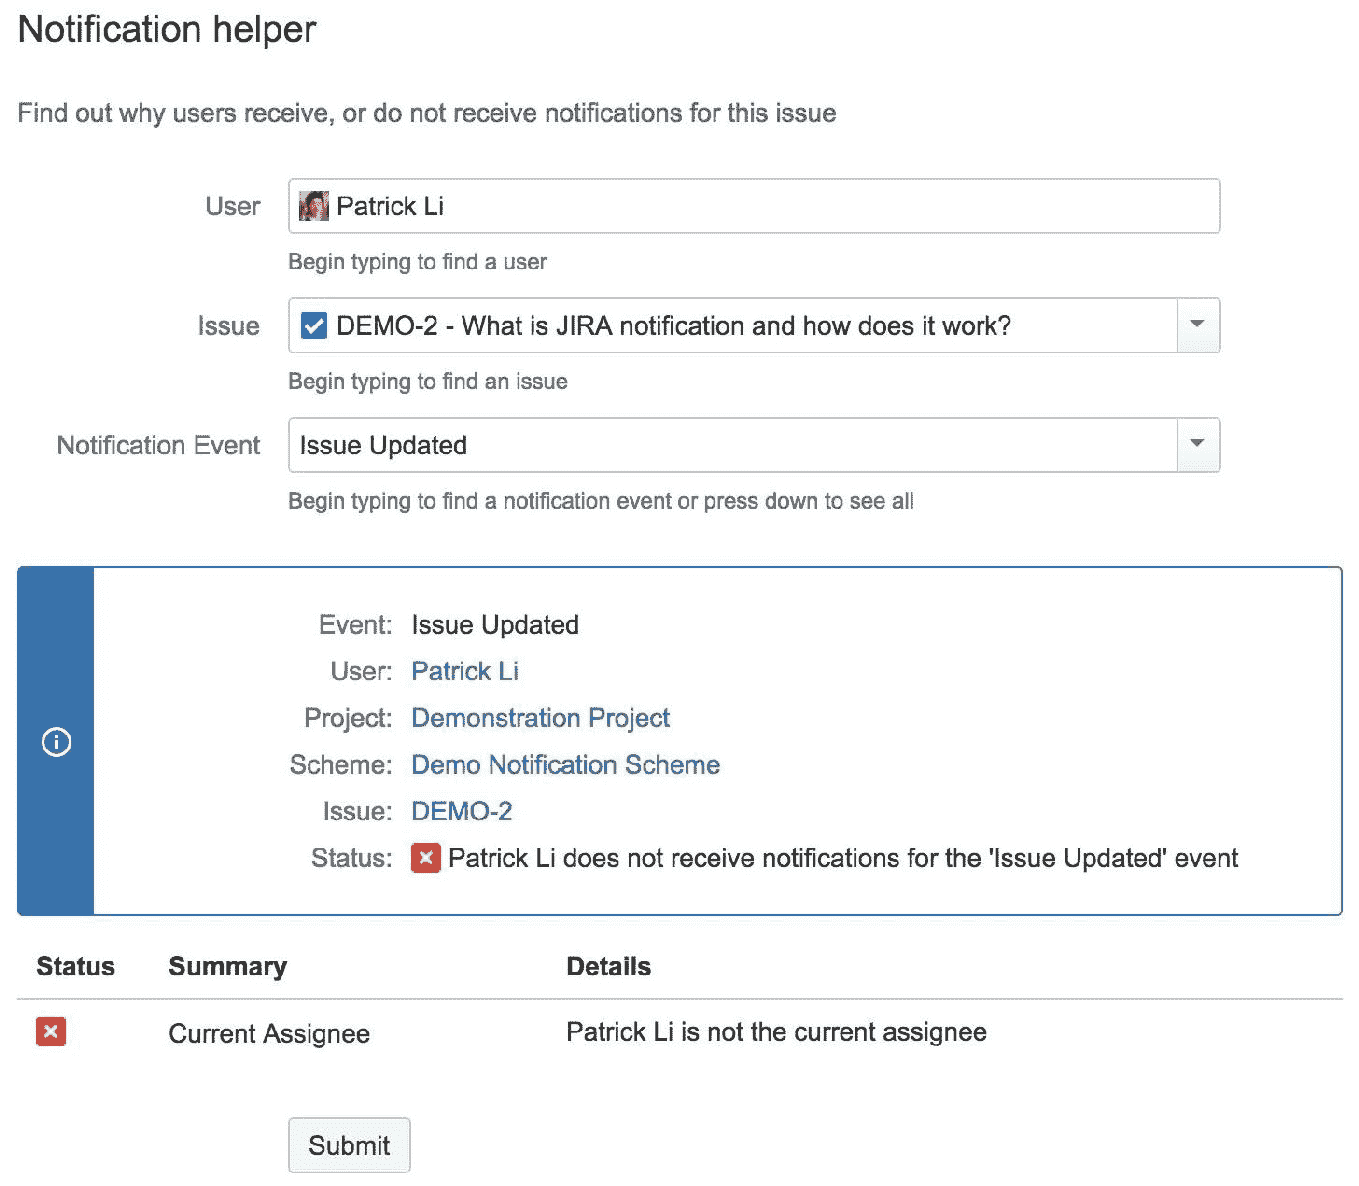 Notification helper
Find out why users receive, or do not receive notifications for this issue
User Patrick Li
Begin typing to find a user
Issue DEMO-2 - What is JIRA notification and how does it work?
Begin typing to find an issue
Notification Event Issue Updated
Begin typing to find a notification event or press down to see all
Event: Issue Updated
User: Patrick Li
Project: Demonstration Project
Scheme: Demo Notification Scheme
Issue: DEMO-2
Status: Patrick Li does not receive notifications for the 'Issue Updated' event
Status Summary Details
Current Assignee Patrick Li is not the current assignee
Submit